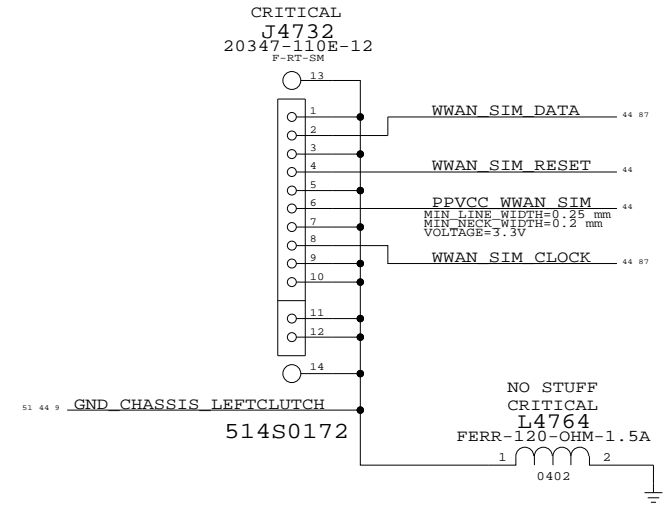 CRITICAL
J4732
20347-110E-12
F-RT-SM
13
1
WWAN_SIM_DATA 44 87
2
3
4
WWAN_SIM_RESET 44
5
6
PPVCC_WWAN_SIM 44
MIN_LINE_WIDTH=0.25 mm
MIN_NECK_WIDTH=0.2 mm
VOLTAGE=3.3V
7
8
9
WWAN_SIM_CLOCK 44 87
10
11
12
14
51 44 9 GND_CHASSIS_LEFTCLUTCH
514S0172
NO STUFF
CRITICAL
L4764
FERR-120-OHM-1.5A
1 2
0402